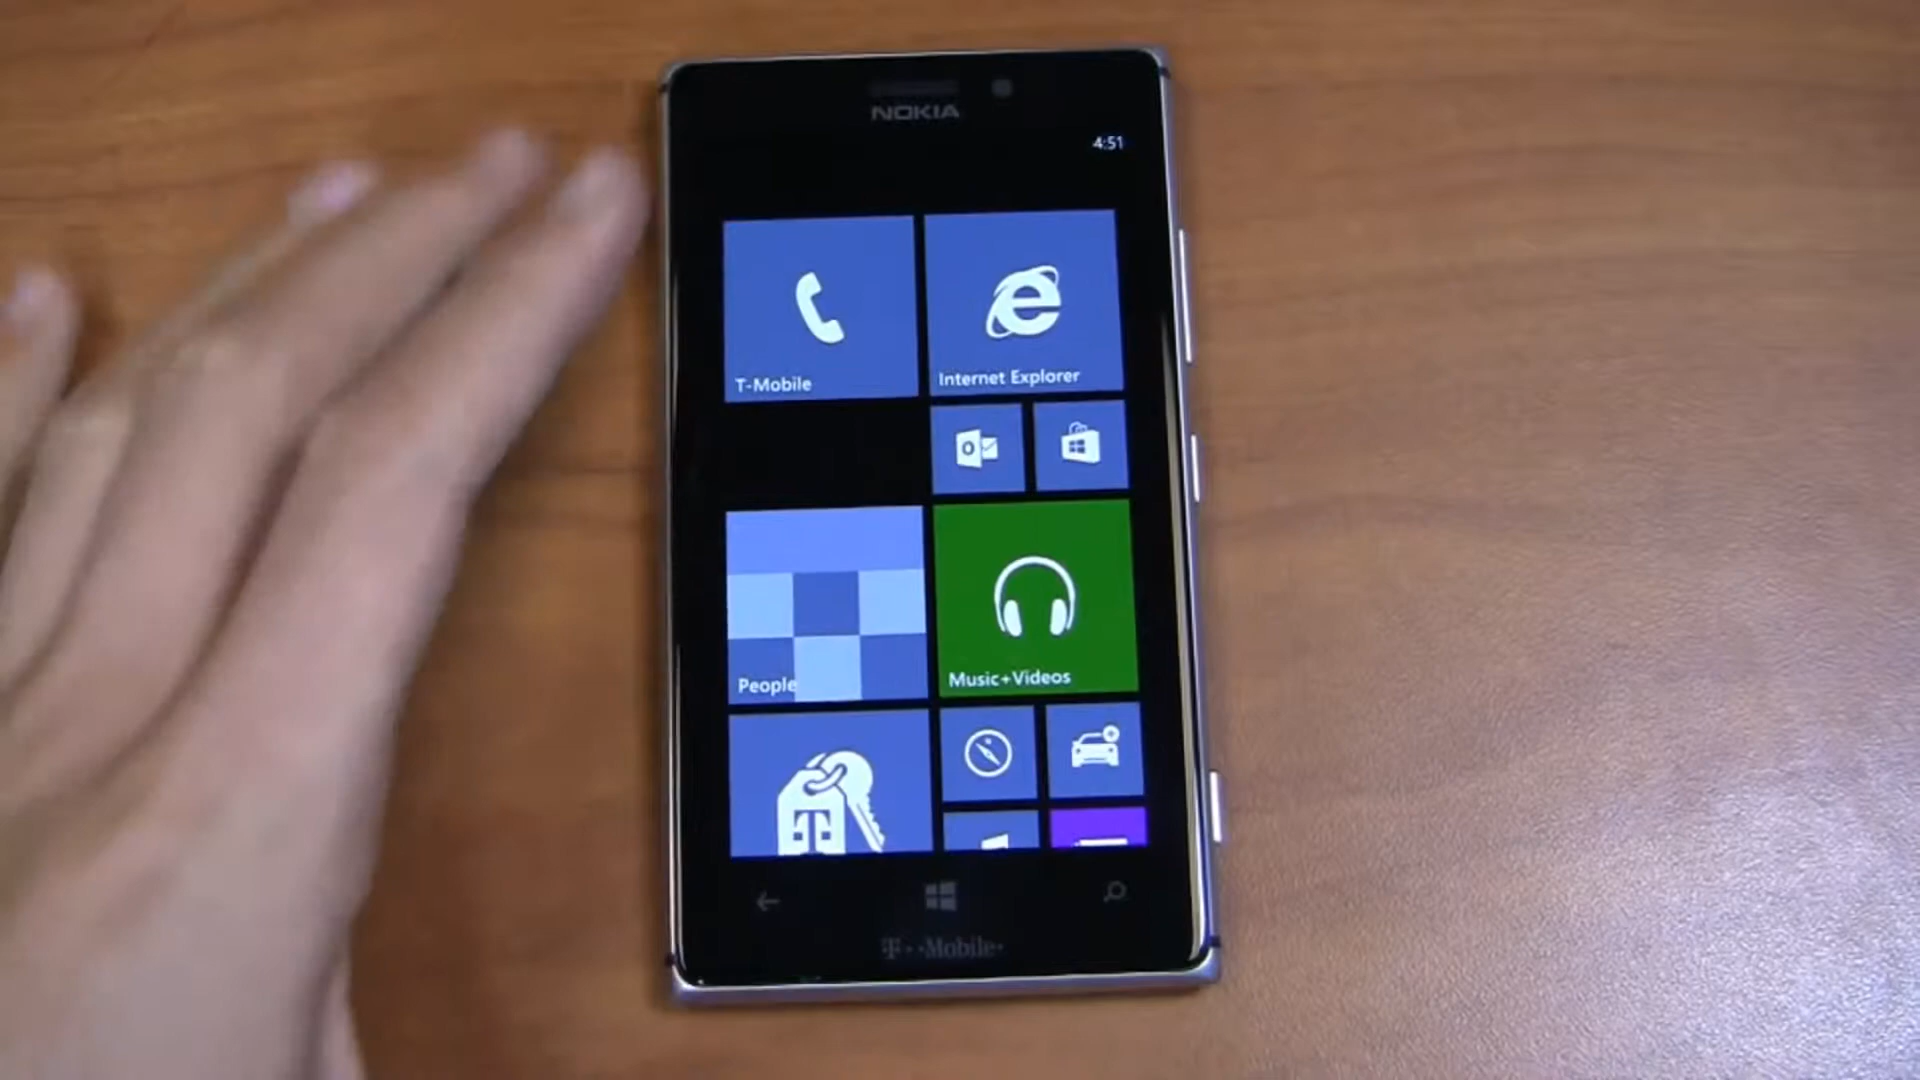 NOKIA
4:51
T-Mobile
Internet Explorer
People
Music+Videos
T··Mobile·